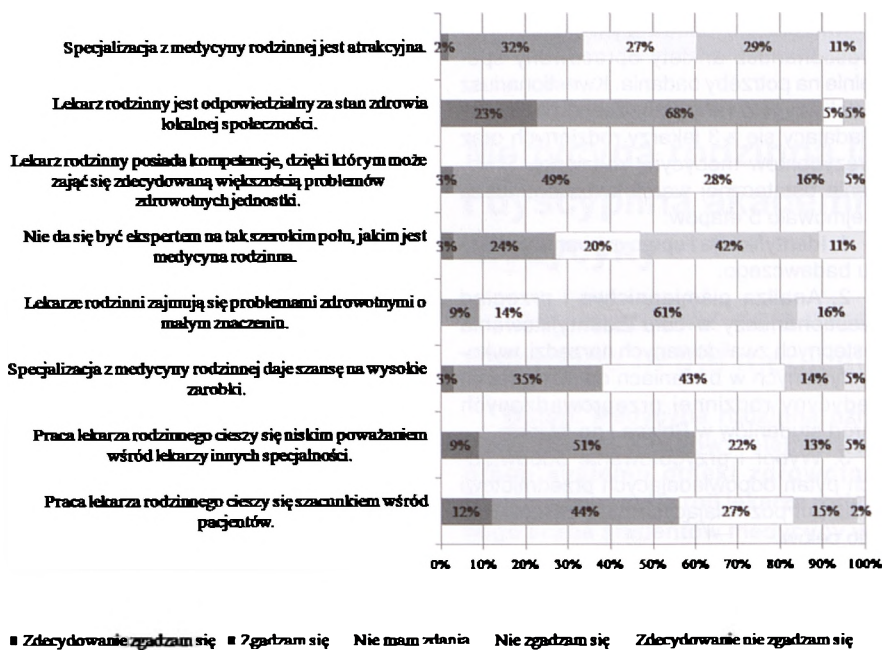 Specjalizacja z medycyny rodzinnej jest atrakcyjna.
2% 32% 27% 29% 11%
Lekarz rodzinny jest odpowiedzialny za stan zdrowia
lokalnej społeczności.
23% 68% 5% 5%
Lekarz rodzinny posiada kompetencje, dzięki którym może
zająć się zdecydowaną większością problemów
zdrowotnych jednostki.
3% 49% 28% 16% 5%
Nie da się być ekspertem na tak szerokim polu, jakim jest
medycyna rodzinna.
3% 24% 20% 42% 11%
Lekarze rodzinni zajmują się problemami zdrowotnymi o
małym znaczeniu.
9% 14% 61% 16%
Specjalizacja z medycyny rodzinnej daje szansę na wysokie
zarobki.
3% 35% 43% 14% 5%
Praca lekarza rodzinnego cieszy się niskim poważaniem
wśród lekarzy innych specjalności.
9% 51% 22% 13% 5%
Praca lekarza rodzinnego cieszy się szacunkiem wśród
pacjentów.
12% 44% 27% 15% 2%
0% 10% 20% 30% 40% 50% 60% 70% 80% 90% 100%
Zdecydowanie zgadzam się Zgadzam się Nie mam zdania Nie zgadzam się Zdecydowanie nie zgadzam się